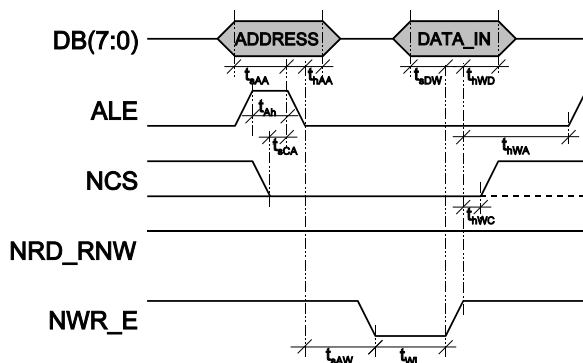 DB(7:0) ADDRESS DATA_IN
tsAA thAA tsDW thWD
ALE
tAh
tsCA thWA
NCS
thWC
NRD_RNW
NWR_E
tsAW tWL